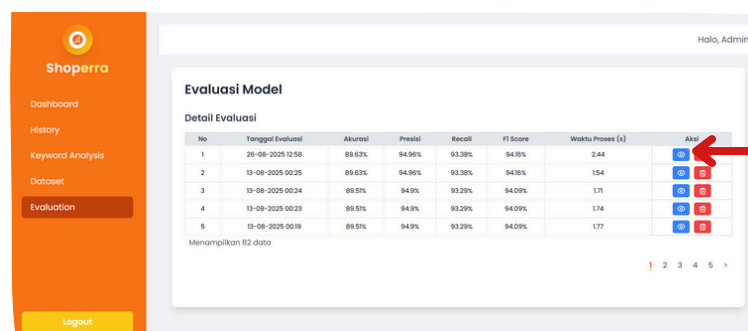 Halo, Admin
Shoperra
Dashboard
History
Keyword Analysis
Dataset
Evaluation
Logout
Evaluasi Model
Detail Evaluasi
No Tanggal Evaluasi Akurasi Presisi Recall F1 Score Waktu Proses (s) Aksi
1 26-08-2025 12:58 89.63% 94.96% 93.38% 94.16% 2.44
2 13-08-2025 00:25 89.63% 94.96% 93.38% 94.16% 1.54
3 13-08-2025 00:24 89.51% 94.9% 93.29% 94.09% 1.71
4 13-08-2025 00:23 89.51% 94.9% 93.29% 94.09% 1.74
5 13-08-2025 00:19 89.51% 94.9% 93.29% 94.09% 1.77
Menampilkan 82 data
1 2 3 4 5 »